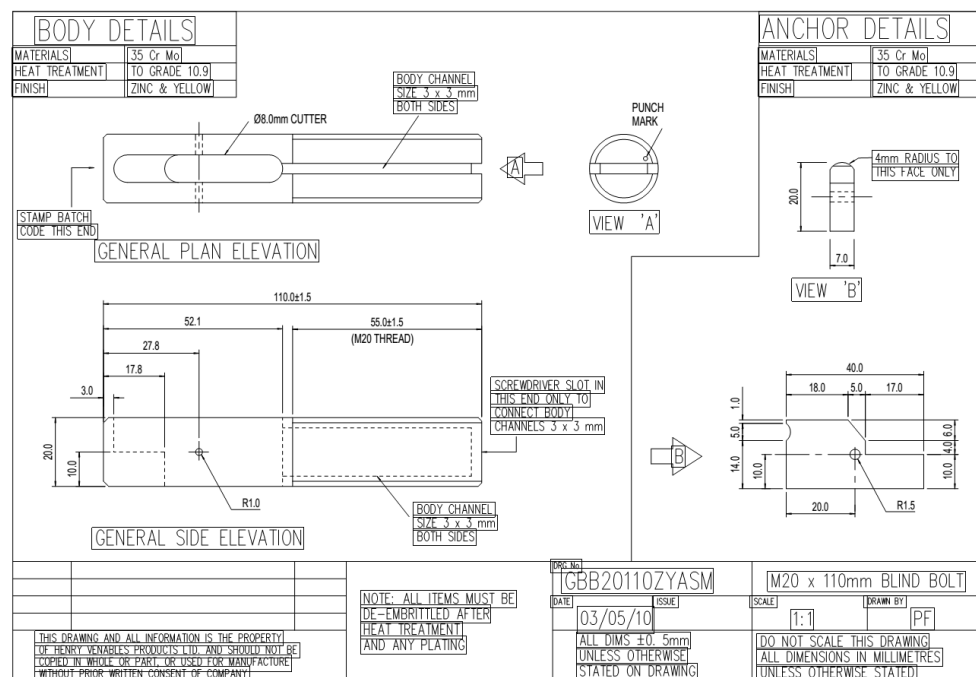 BODY DETAILS
MATERIALS 35 Cr Mo
HEAT TREATMENT TO GRADE 10.9
FINISH ZINC & YELLOW
ANCHOR DETAILS
MATERIALS 35 Cr Mo
HEAT TREATMENT TO GRADE 10.9
FINISH ZINC & YELLOW
BODY CHANNEL
SIZE 3 x 3 mm
BOTH SIDES
Ø8.0mm CUTTER
PUNCH
MARK
A
STAMP BATCH
CODE THIS END
GENERAL PLAN ELEVATION
VIEW 'A'
4mm RADIUS TO
THIS FACE ONLY
20.0
7.0
VIEW 'B'
110.0±1.5
52.1
55.0±1.5
(M20 THREAD)
27.8
17.8
3.0
20.0
10.0
R1.0
SCREWDRIVER SLOT IN
THIS END ONLY TO
CONNECT BODY
CHANNELS 3 x 3 mm
BODY CHANNEL
SIZE 3 x 3 mm
BOTH SIDES
GENERAL SIDE ELEVATION
B
40.0
18.0
5.0
17.0
1.0
5.0
14.0
10.0
6.0
4.0
10.0
20.0
R1.5
THIS DRAWING AND ALL INFORMATION IS THE PROPERTY
OF HENRY VENABLES PRODUCTS LTD. AND SHOULD NOT BE
COPIED IN WHOLE OR PART, OR USED FOR MANUFACTURE
WITHOUT PRIOR WRITTEN CONSENT OF COMPANY
NOTE: ALL ITEMS MUST BE
DE-EMBRITTLED AFTER
HEAT TREATMENT
AND ANY PLATING
DRG No.
GBB20110ZYASM
DATE
03/05/10
ISSUE
ALL DIMS ±0. 5mm
UNLESS OTHERWISE
STATED ON DRAWING
M20 x 110mm BLIND BOLT
SCALE
1:1
DRAWN BY
PF
DO NOT SCALE THIS DRAWING
ALL DIMENSIONS IN MILLIMETRES
UNLESS OTHERWISE STATED